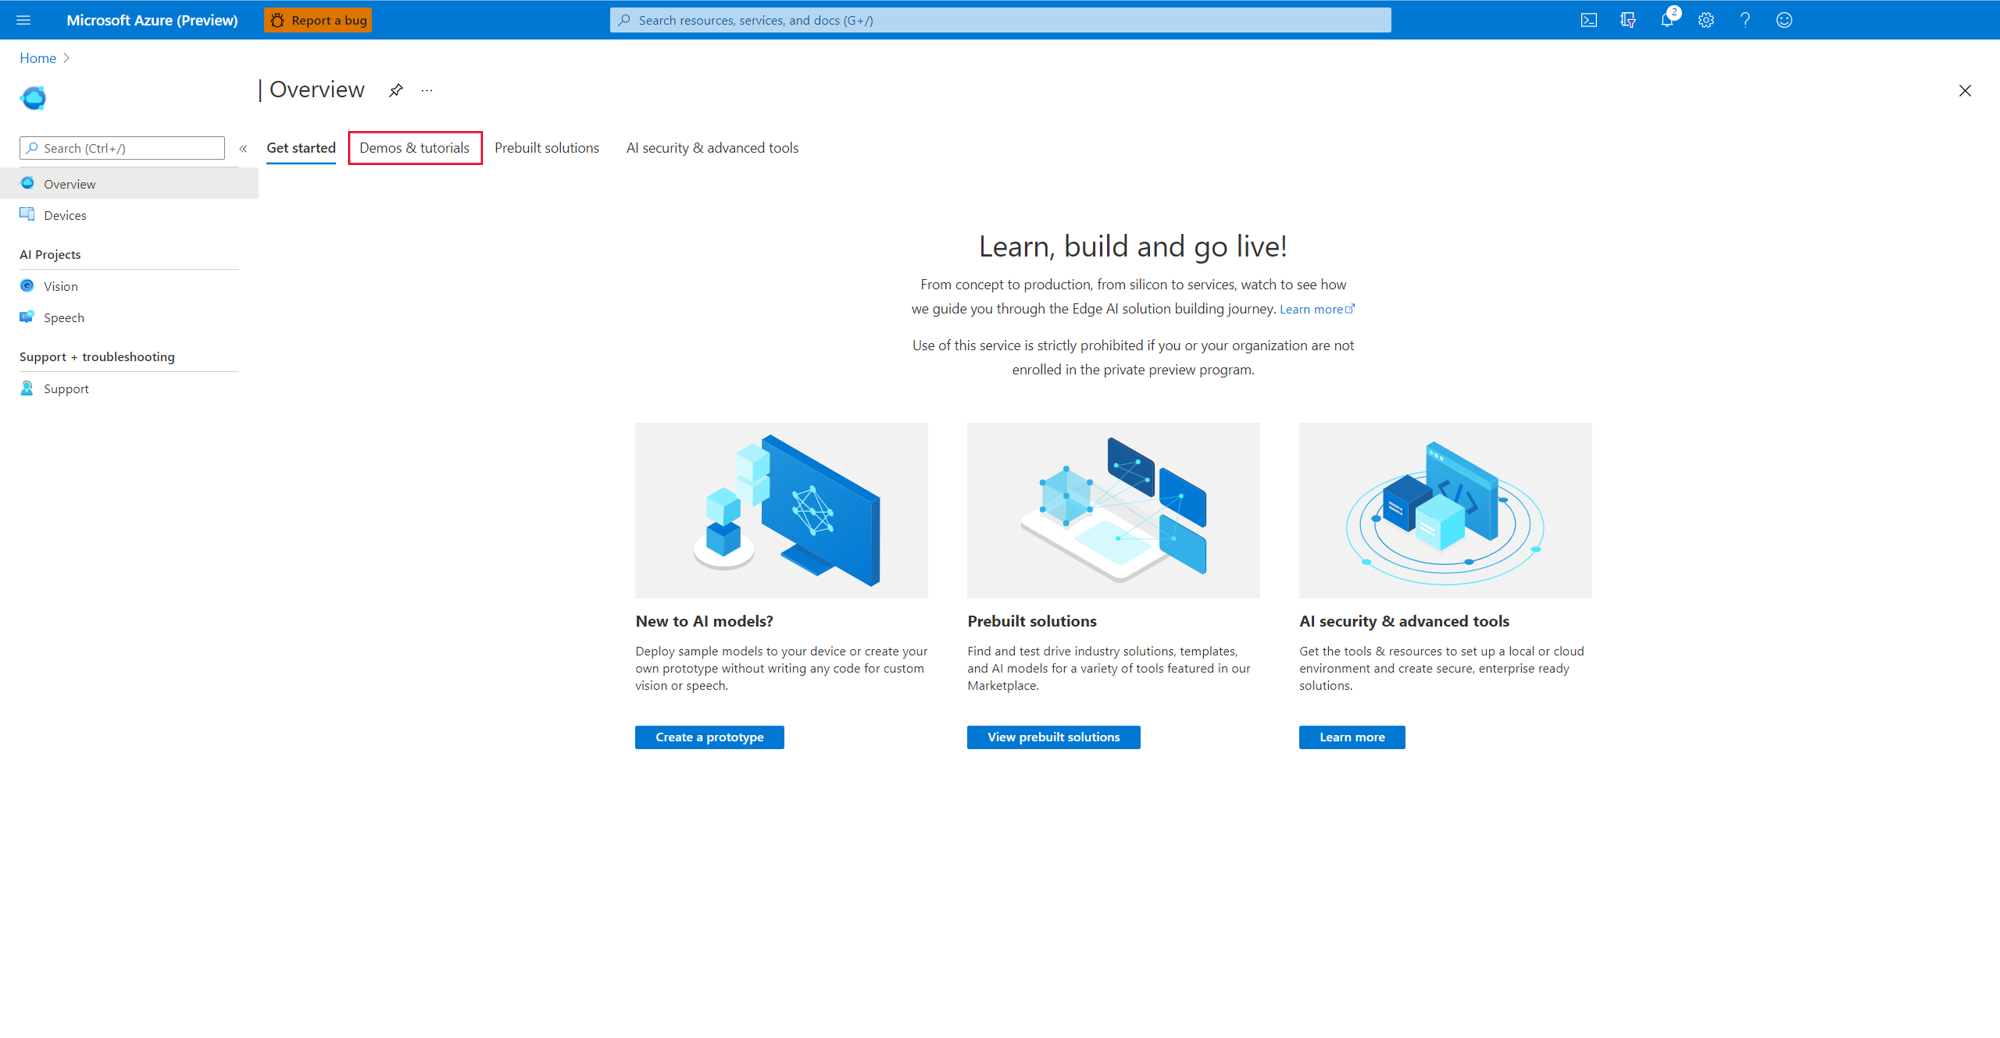 Microsoft Azure (Preview)
Report a bug
Search resources, services, and docs (G+/)
2
Home
Overview
Search (Ctrl+/)
Get started
Demos & tutorials
Prebuilt solutions
AI security & advanced tools
Overview
Devices
AI Projects
Vision
Speech
Support + troubleshooting
Support
Learn, build and go live!
From concept to production, from silicon to services, watch to see how
we guide you through the Edge AI solution building journey. Learn more
Use of this service is strictly prohibited if you or your organization are not
enrolled in the private preview program.
New to AI models?
Deploy sample models to your device or create your
own prototype without writing any code for custom
vision or speech.
Create a prototype
Prebuilt solutions
Find and test drive industry solutions, templates,
and AI models for a variety of tools featured in our
Marketplace.
View prebuilt solutions
AI security & advanced tools
Get the tools & resources to set up a local or cloud
environment and create secure, enterprise ready
solutions.
Learn more